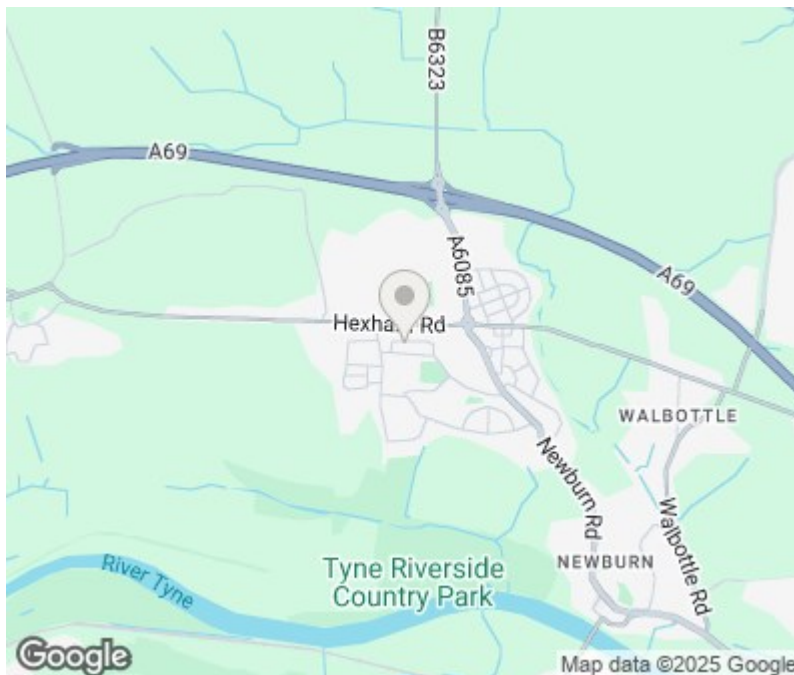 B6323
A69
A6085
A69
Hexham Rd
WALBOTTLE
Newburn Rd
Walbottle Rd
NEWBURN
River Tyne
Tyne Riverside
Country Park
Google
Map data ©2025 Google